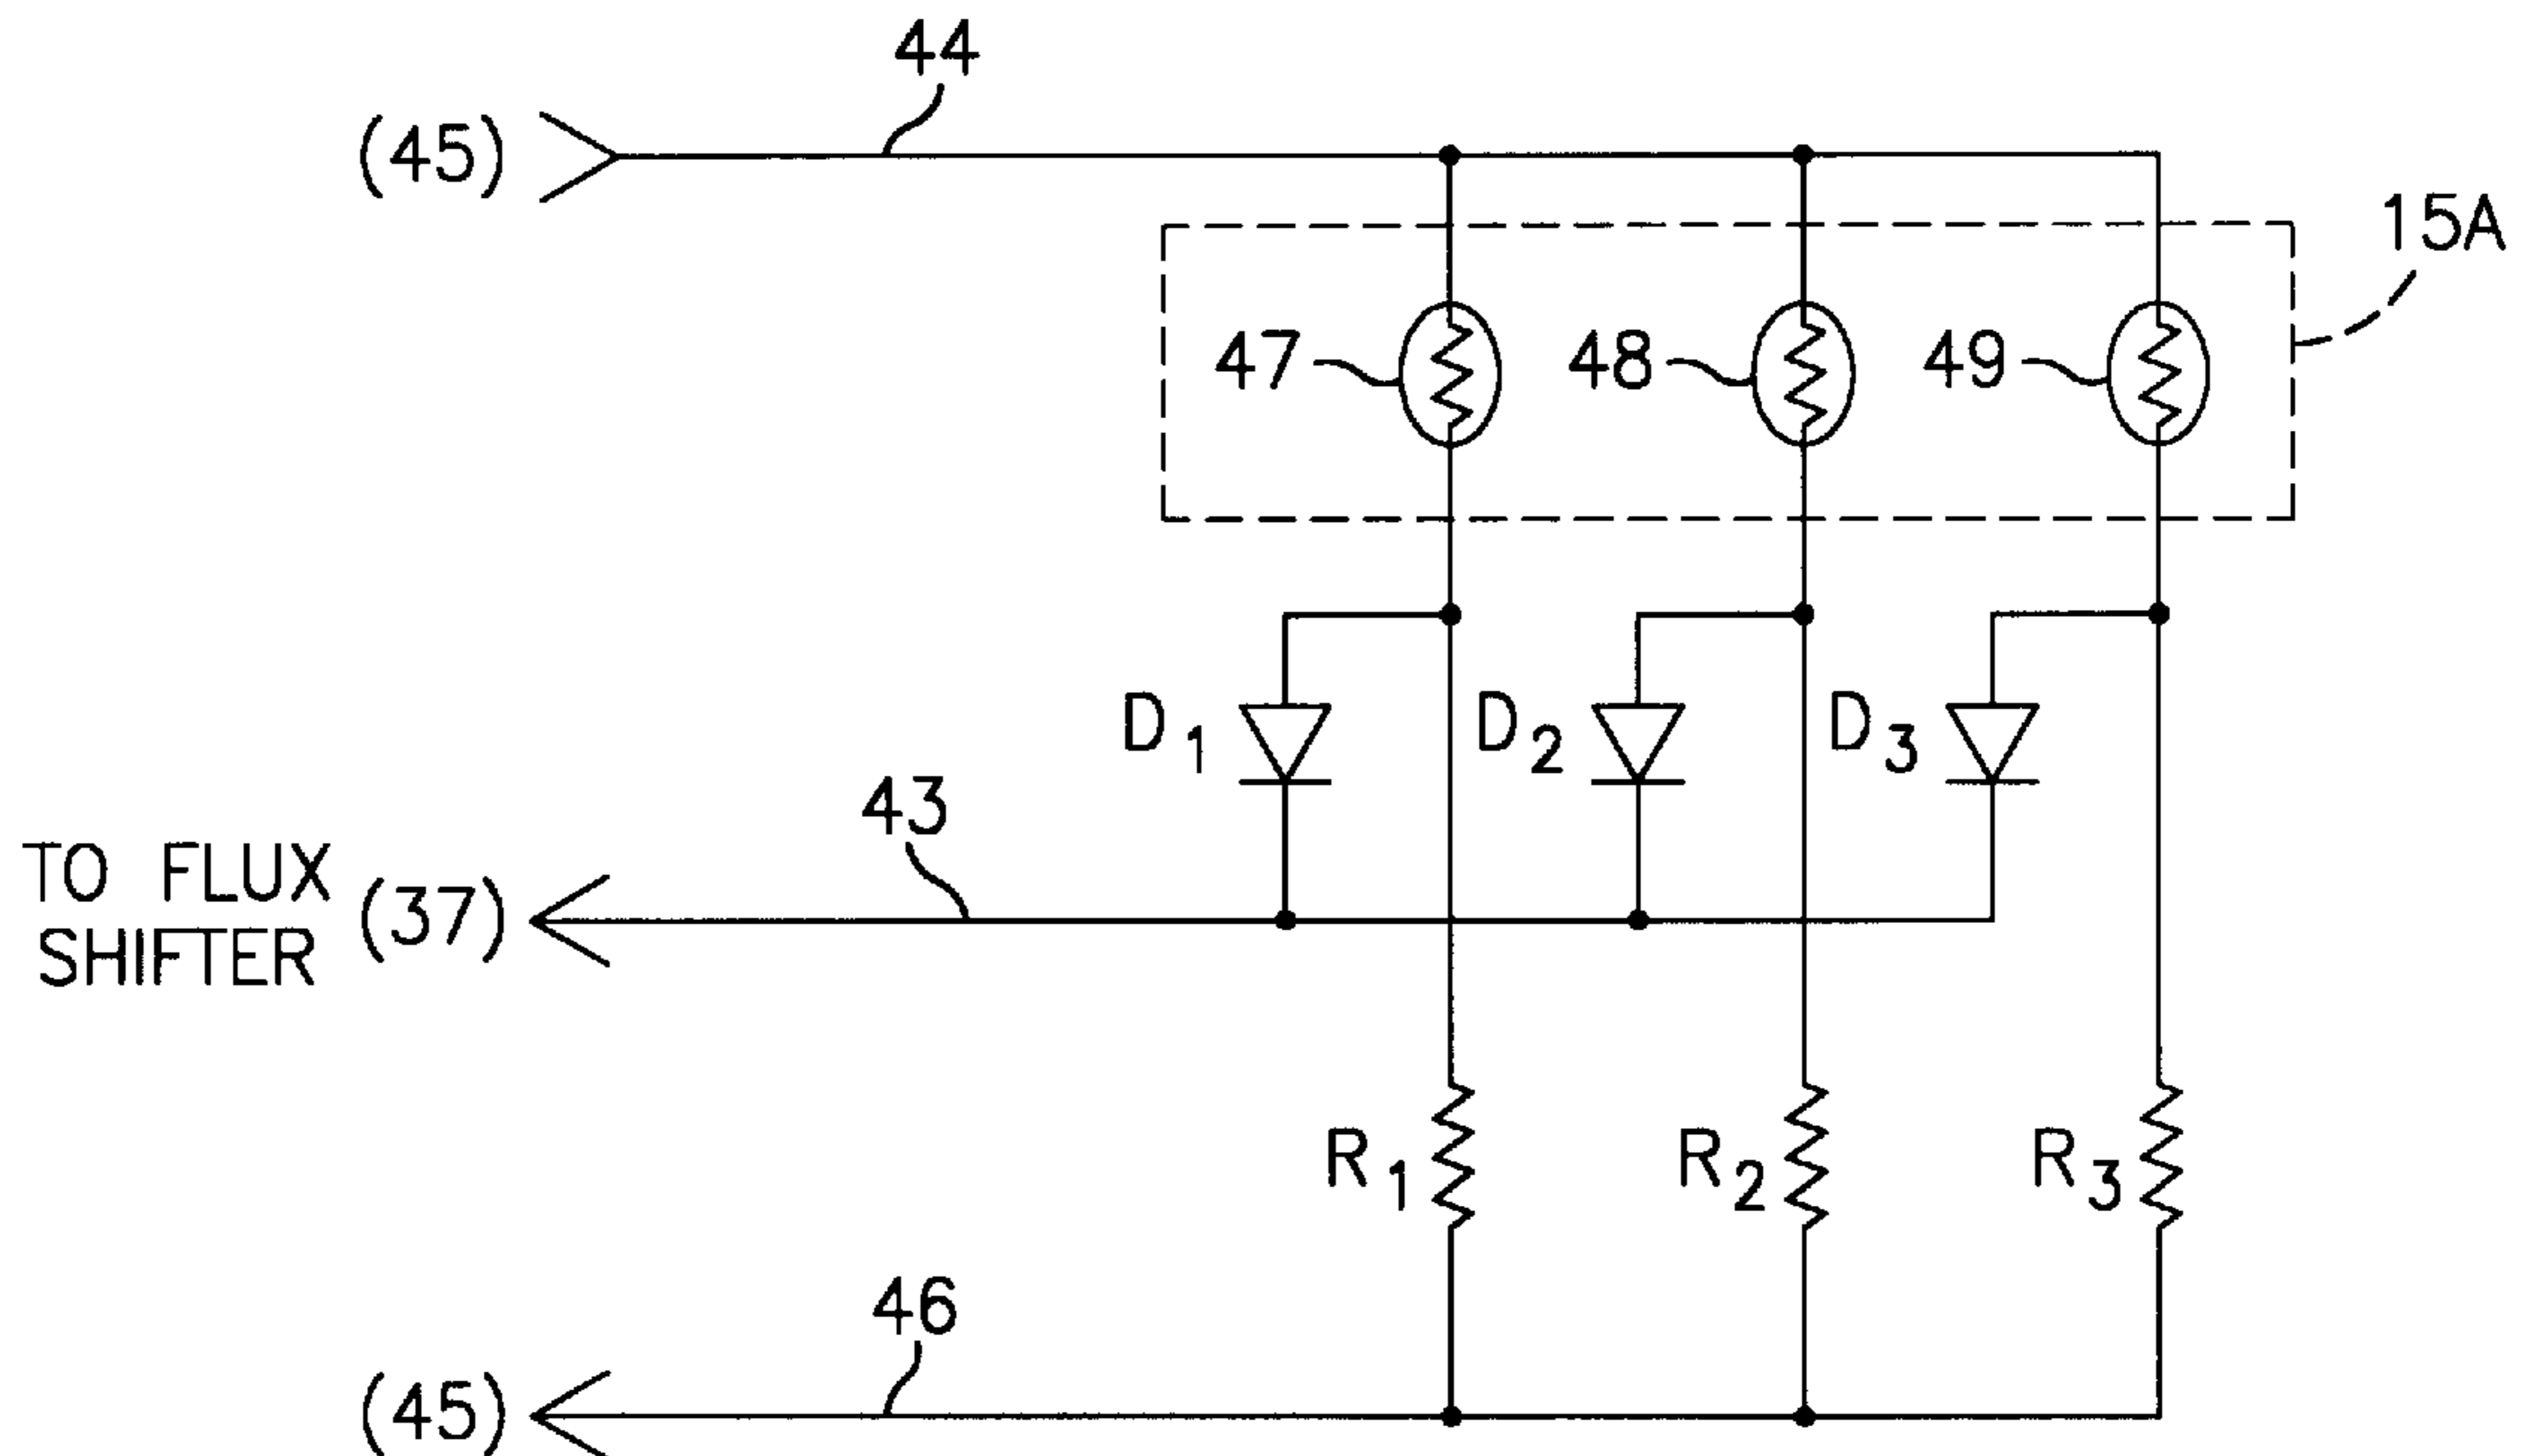 44
(45)
15A
47
48
49
D1
D2
D3
43
TO FLUX
SHIFTER
(37)
R1
R2
R3
46
(45)